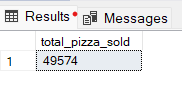 Results Messages
total_pizza_sold
1 49574